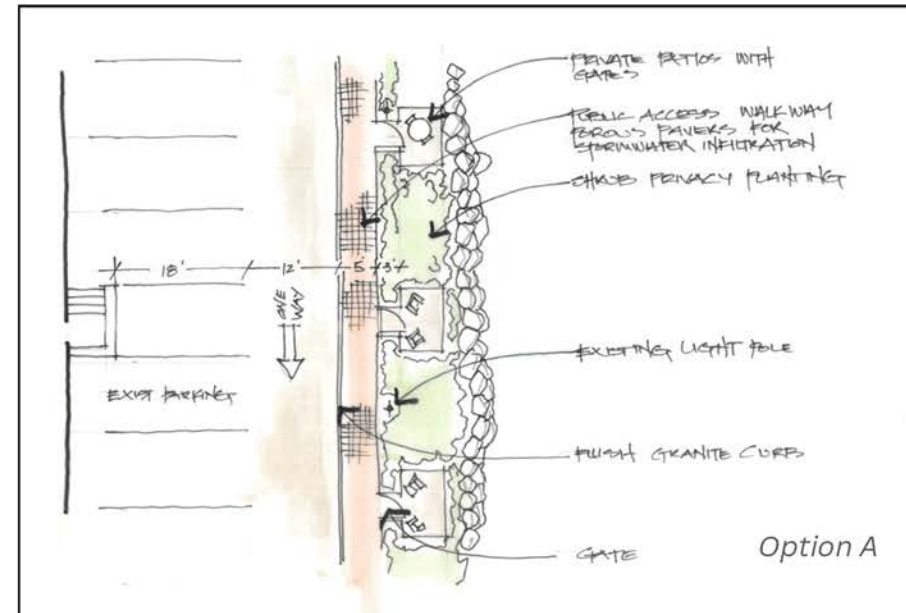 PRIVATE PATIOS WITH
GATES
PUBLIC ACCESS WALKWAY
POROUS PAVERS FOR
STORMWATER INFILTRATION
SHRUB PRIVACY PLANTING
18'
12'
5'
3'
ONE
WAY
EXISTING LIGHT POLE
EXIST PARKING
FLUSH GRANITE CURB
GATE
Option A